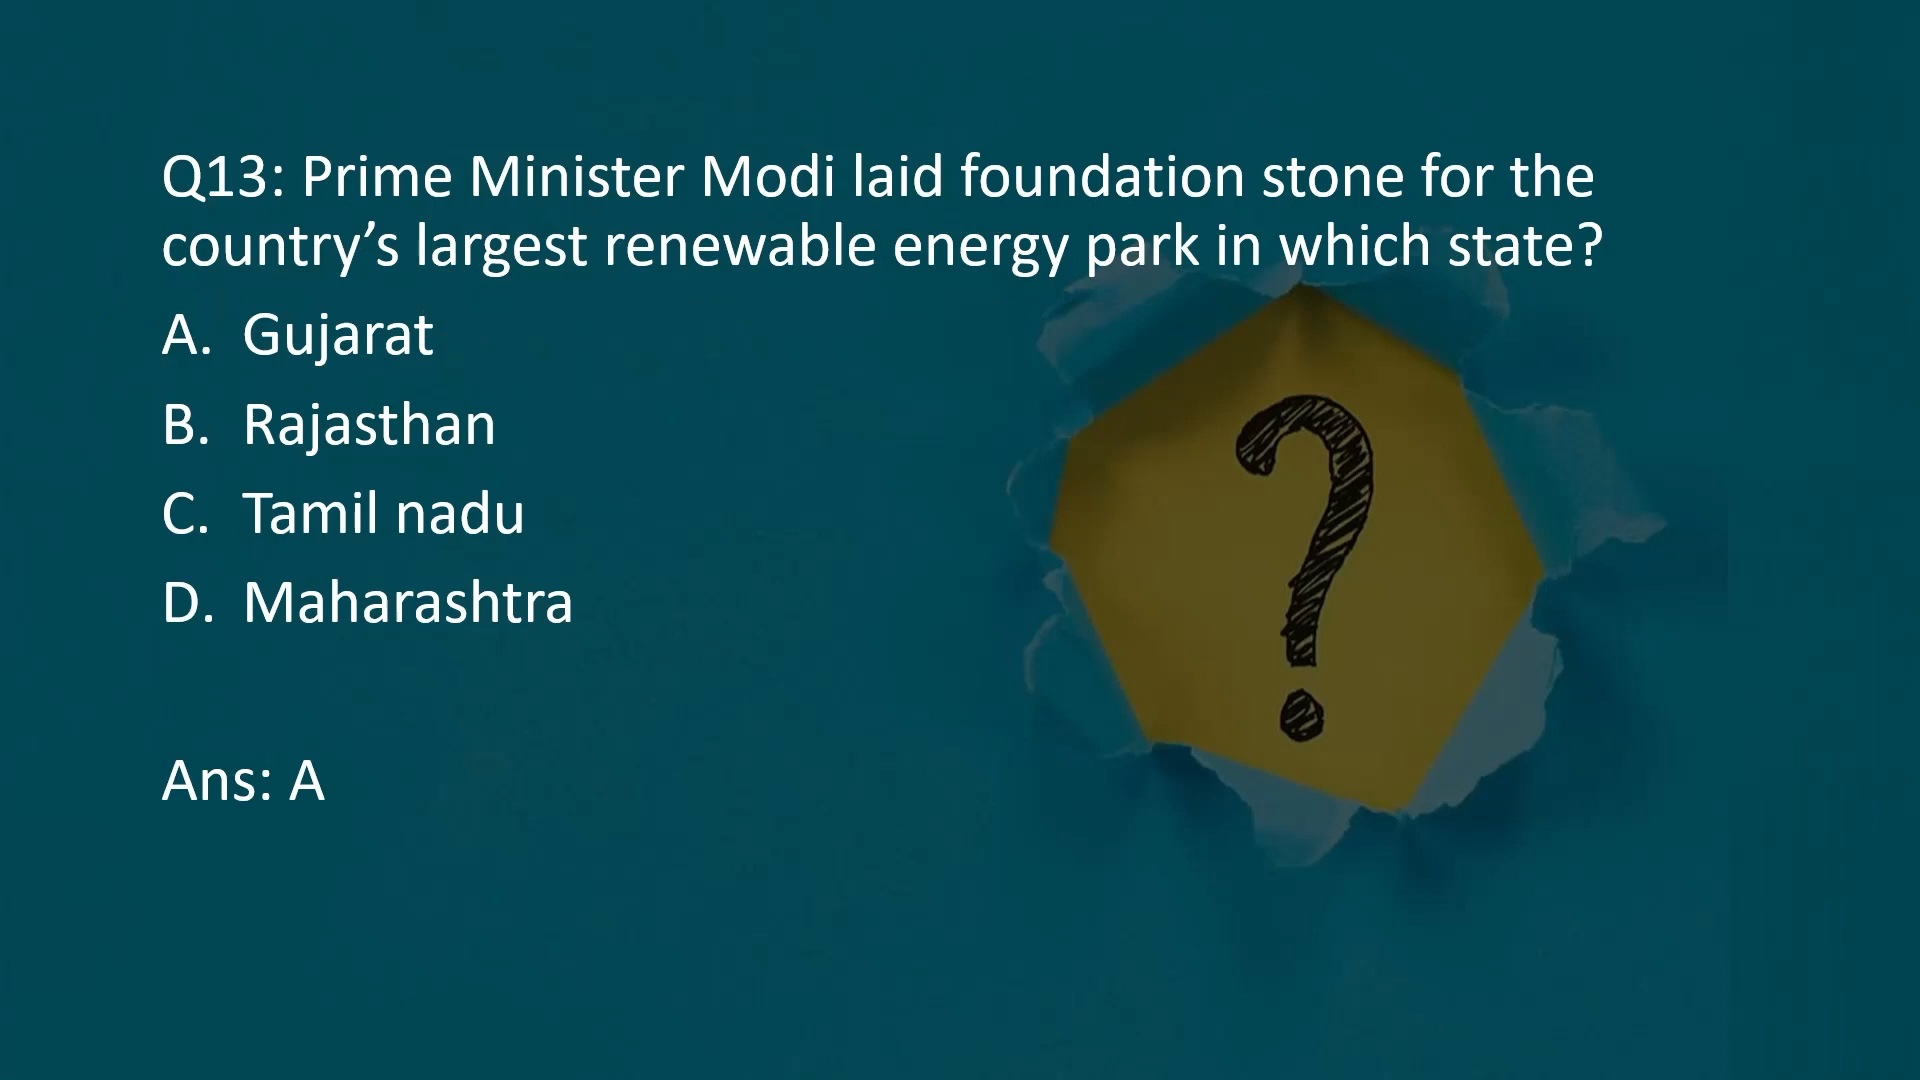 Q13: Prime Minister Modi laid foundation stone for the
country’s largest renewable energy park in which state?
A. Gujarat
B. Rajasthan
C. Tamil nadu
D. Maharashtra
Ans: A
?